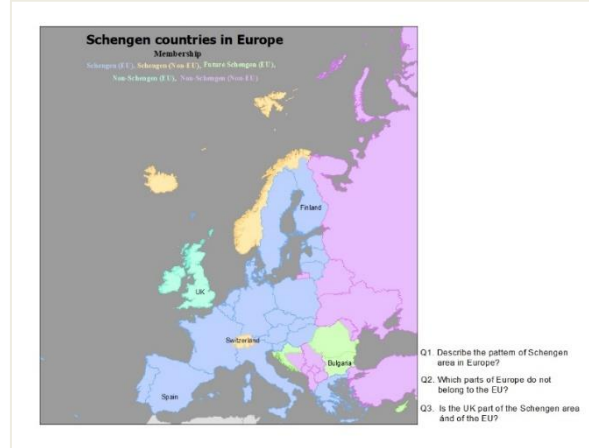 Schengen countries in Europe
Membership
Schengen (EU), Schengen (Non-EU), Future Schengen (EU),
Non-Schengen (EU), Non-Schengen (Non-EU)
Finland
UK
Switzerland
Bulgaria
Spain
Q1. Describe the pattern of Schengen
area in Europe?
Q2. Which parts of Europe do not
belong to the EU?
Q3. Is the UK part of the Schengen area
ánd of the EU?